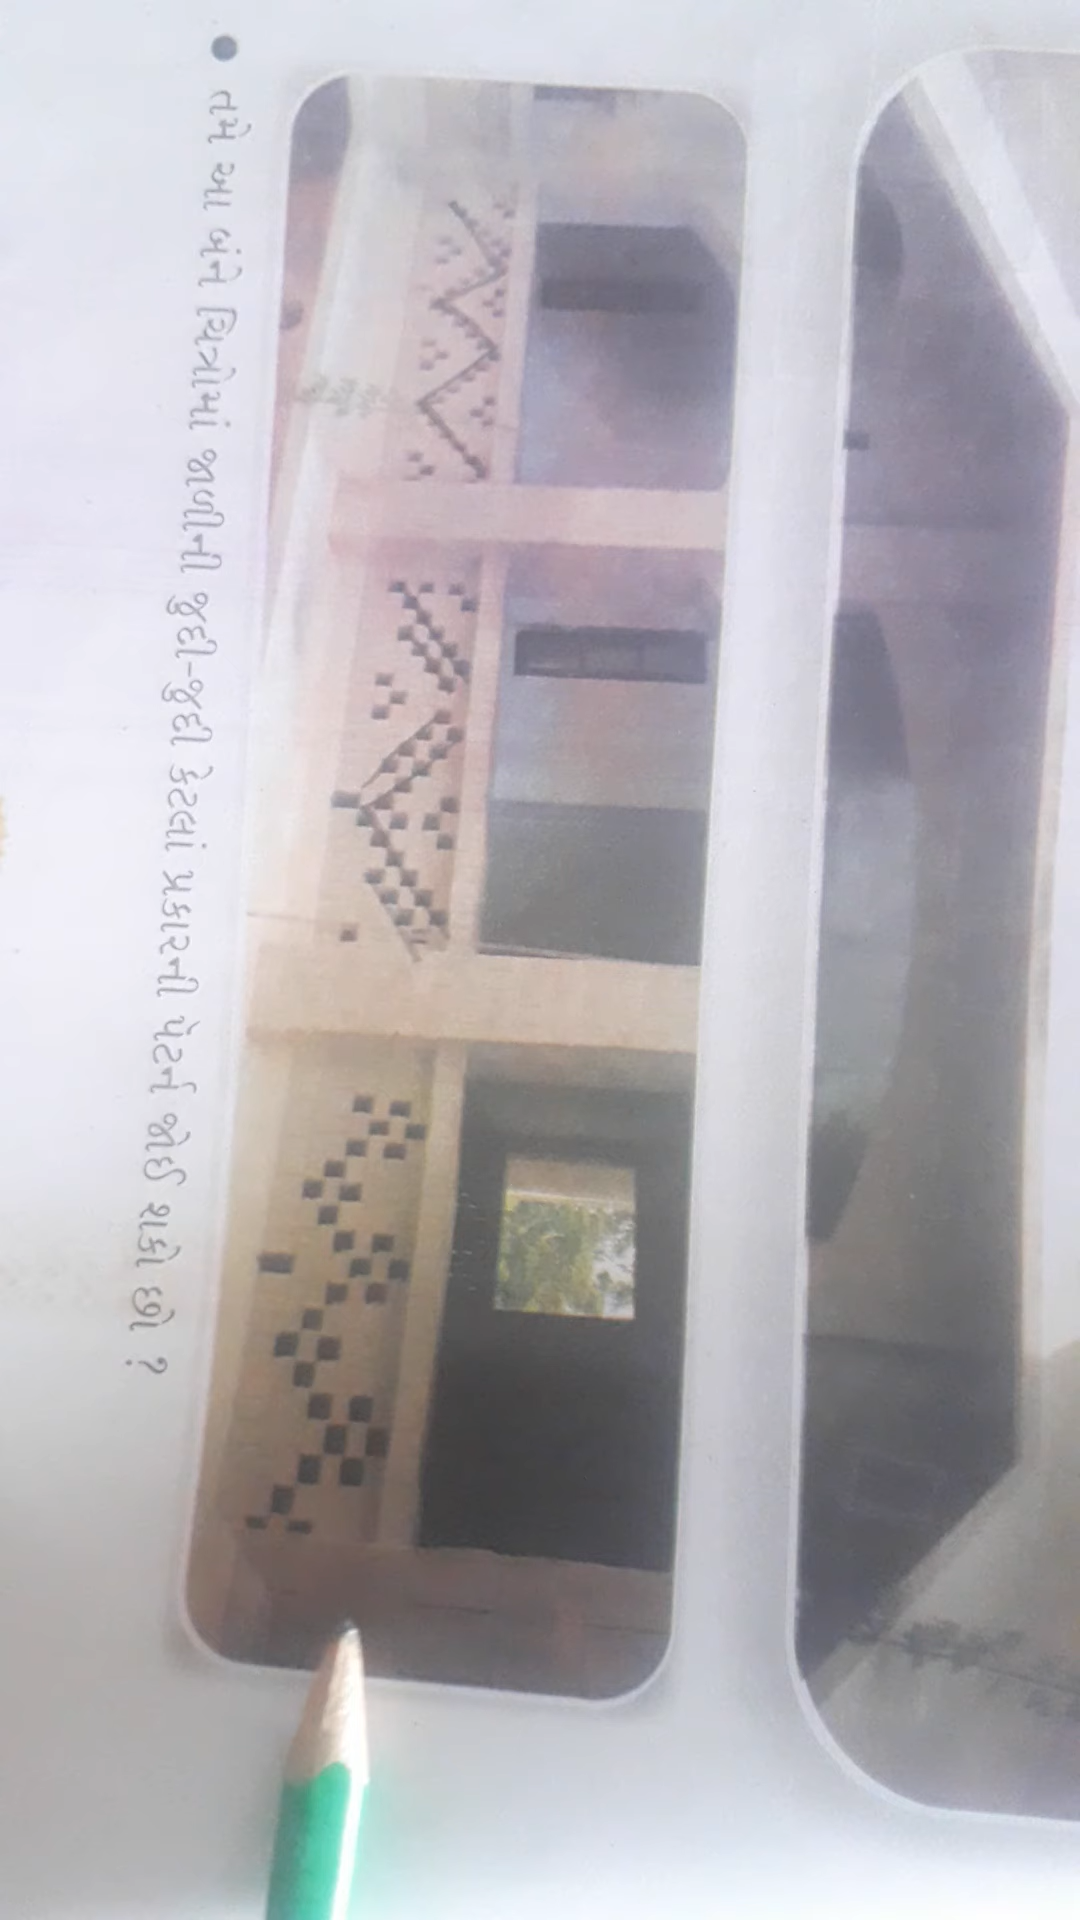 • તમે આ બંને ચિત્રોમાં જાળીની જુદી-જુદી કેટલાં પ્રકારની પૅટર્ન જોઈ શકો છો ?